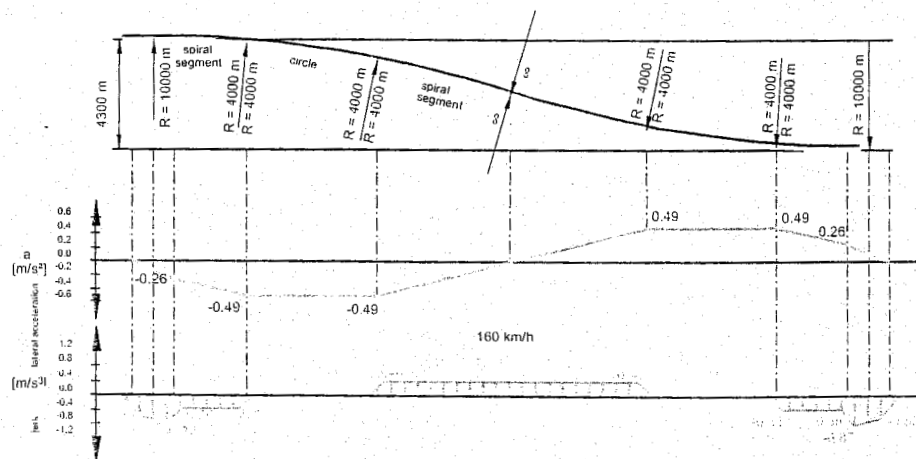 4300 m
R = 10000 m
spiral
segment
R = 4000 m
R = 4000 m
circle
R = 4000 m
R = 4000 m
spiral
segment
R = 4000 m
R = 4000 m
R = 4000 m
R = 4000 m
R = 10000 m
0.6
0.4
0.2
0.0
-0.2
-0.4
-0.6
a
[m/s²]
lateral acceleration
-0.26
-0.49
-0.49
0.49
0.49
0.26
160 km/h
1.2
0.8
0.4
0.0
-0.4
-0.8
-1.2
[m/s³]
jerk